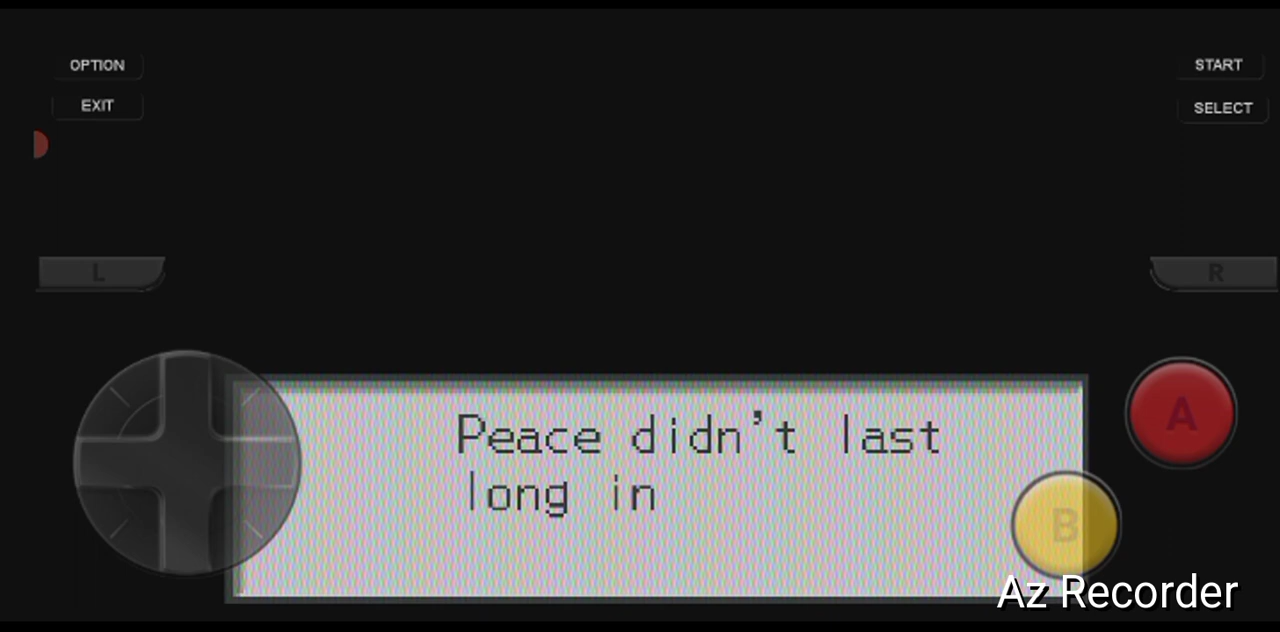 OPTION
START
EXIT
SELECT
L
R
Peace didn't last
long in
A
B
Az Recorder